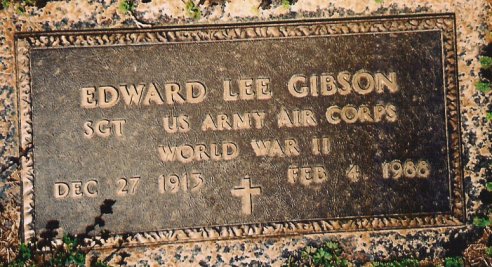 EDWARD LEE GIBSON
SGT US ARMY AIR CORPS
WORLD WAR II
DEC 27 1915 FEB 4 1988